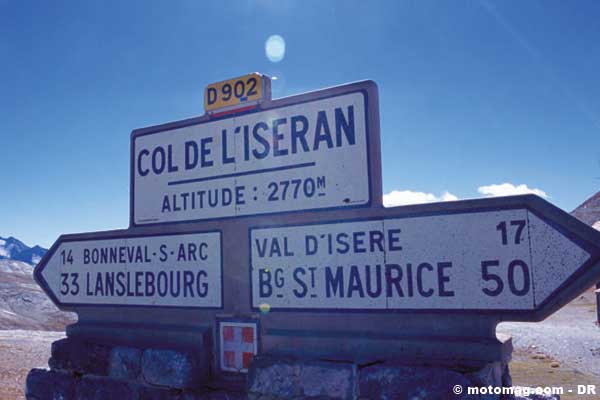 D 902
COL DE L'ISERAN
ALTITUDE : 2770M
14 BONNEVAL-S-ARC
33 LANSLEBOURG
VAL D'ISERE 17
BG ST MAURICE 50
© motomag.com - DR